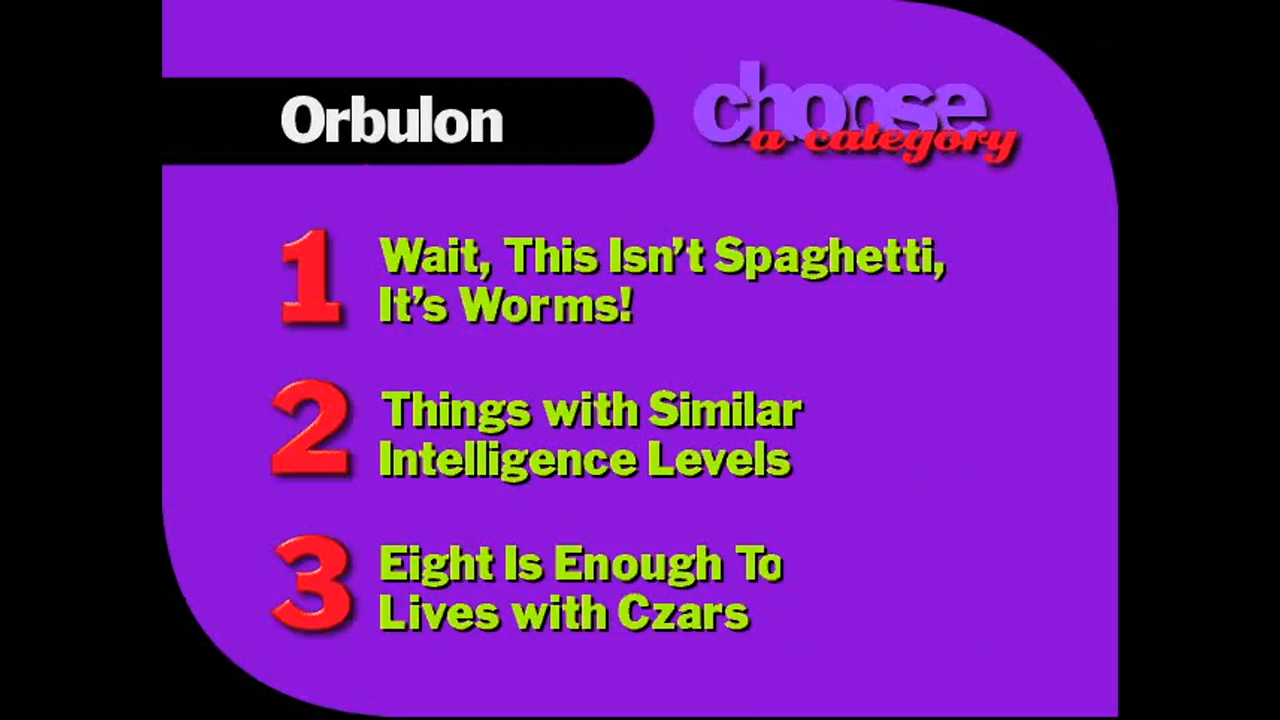 Orbulon
choose
a category
1
Wait, This Isn't Spaghetti,
It's Worms!
2
Things with Similar
Intelligence Levels
3
Eight Is Enough To
Lives with Czars